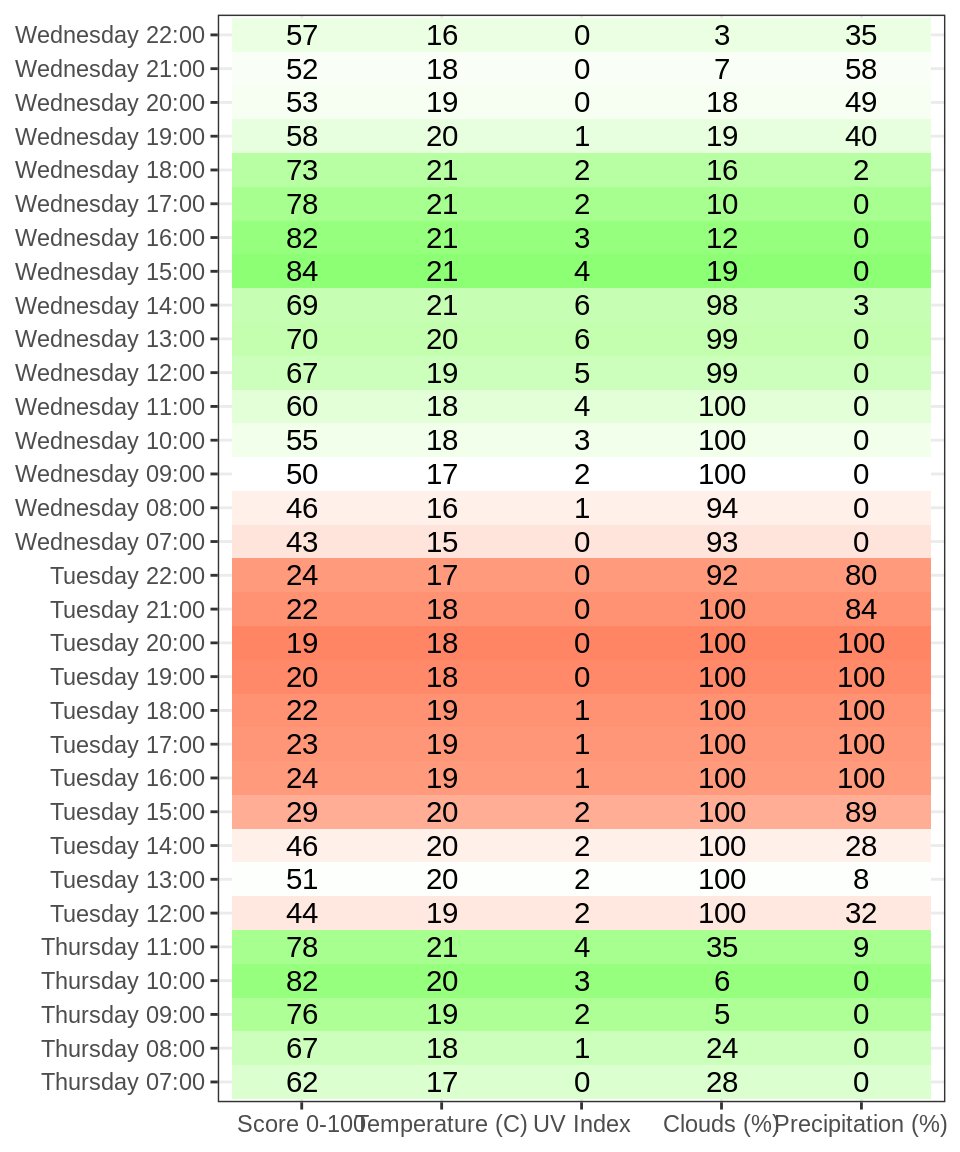 Wednesday 22:00 57 16 0 3 35
Wednesday 21:00 52 18 0 7 58
Wednesday 20:00 53 19 0 18 49
Wednesday 19:00 58 20 1 19 40
Wednesday 18:00 73 21 2 16 2
Wednesday 17:00 78 21 2 10 0
Wednesday 16:00 82 21 3 12 0
Wednesday 15:00 84 21 4 19 0
Wednesday 14:00 69 21 6 98 3
Wednesday 13:00 70 20 6 99 0
Wednesday 12:00 67 19 5 99 0
Wednesday 11:00 60 18 4 100 0
Wednesday 10:00 55 18 3 100 0
Wednesday 09:00 50 17 2 100 0
Wednesday 08:00 46 16 1 94 0
Wednesday 07:00 43 15 0 93 0
Tuesday 22:00 24 17 0 92 80
Tuesday 21:00 22 18 0 100 84
Tuesday 20:00 19 18 0 100 100
Tuesday 19:00 20 18 0 100 100
Tuesday 18:00 22 19 1 100 100
Tuesday 17:00 23 19 1 100 100
Tuesday 16:00 24 19 1 100 100
Tuesday 15:00 29 20 2 100 89
Tuesday 14:00 46 20 2 100 28
Tuesday 13:00 51 20 2 100 8
Tuesday 12:00 44 19 2 100 32
Thursday 11:00 78 21 4 35 9
Thursday 10:00 82 20 3 6 0
Thursday 09:00 76 19 2 5 0
Thursday 08:00 67 18 1 24 0
Thursday 07:00 62 17 0 28 0
Score 0-100 Temperature (C) UV Index Clouds (%) Precipitation (%)